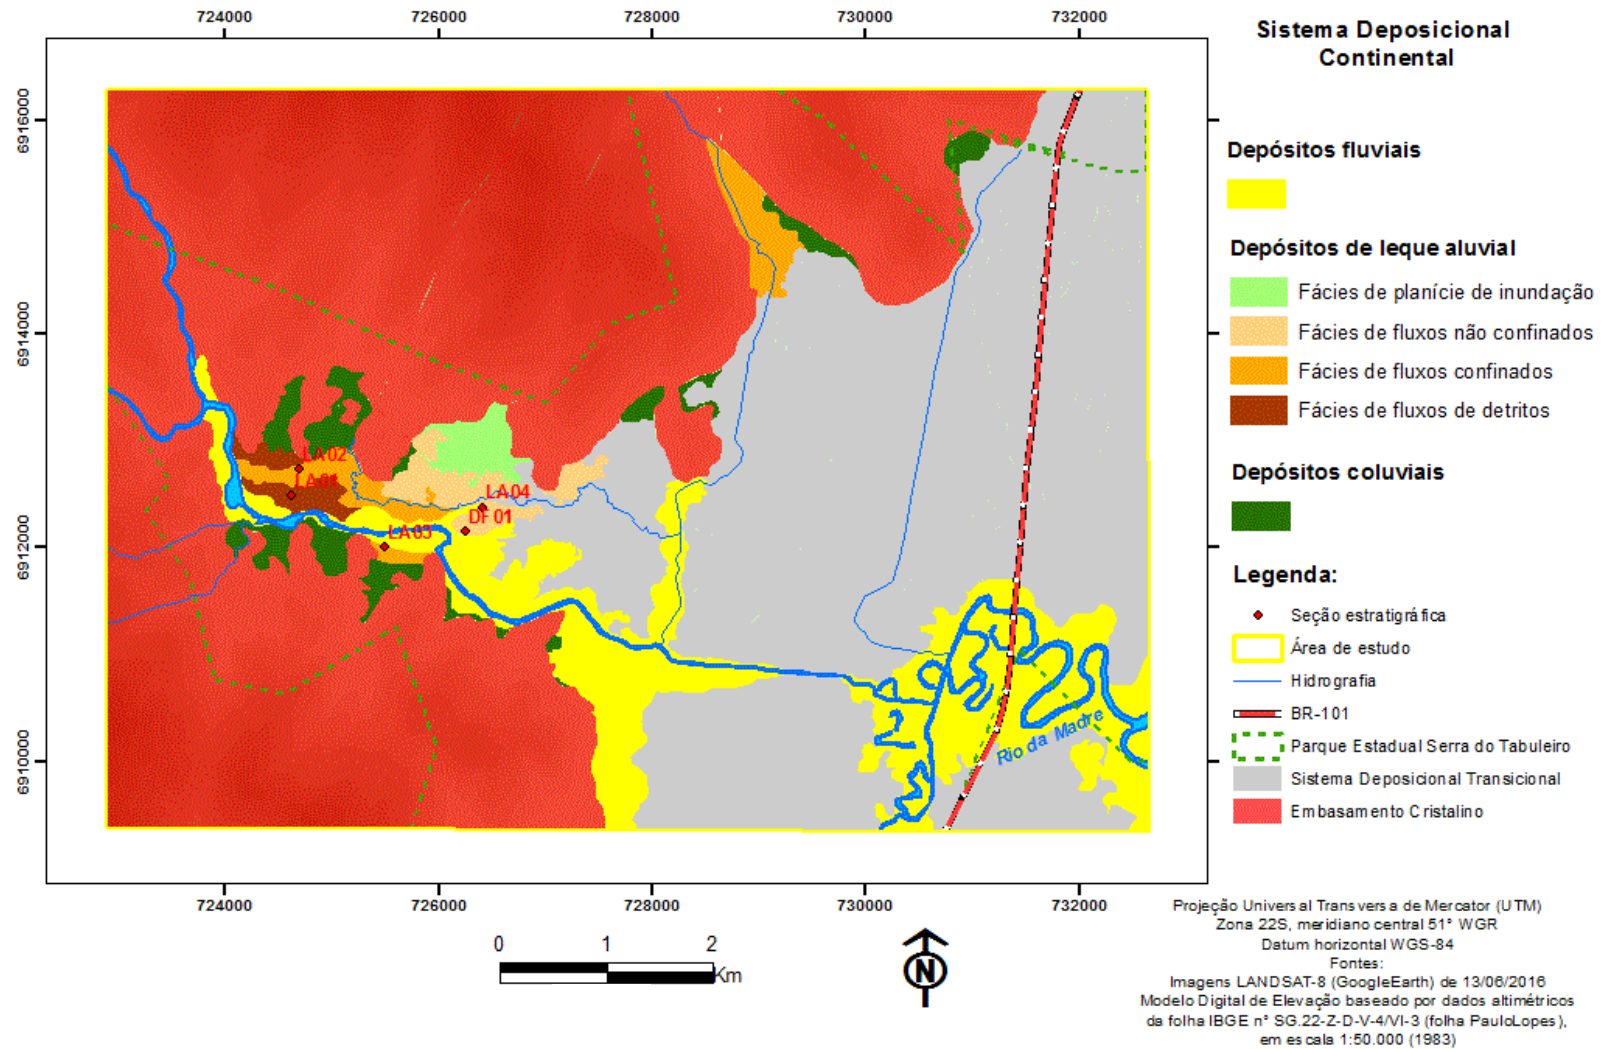 724000
726000
728000
730000
732000
Sistema Deposicional
Continental
6916000
6914000
6912000
6910000
Depósitos fluviais
Depósitos de leque aluvial
Fácies de planície de inundação
Fácies de fluxos não confinados
Fácies de fluxos confinados
Fácies de fluxos de detritos
Depósitos coluviais
LA02
LA01
LA04
DF01
LA03
Rio da Madre
Legenda:
Seção estratigráfica
Área de estudo
Hidrografia
BR-101
Parque Estadual Serra do Tabuleiro
Sistema Deposicional Transicional
Embasamento Cristalino
724000
726000
728000
730000
732000
0 1 2
Km
N
Projeção Universal Transversa de Mercator (UTM)
Zona 22S, meridiano central 51° WGR
Datum horizontal WGS-84
Fontes:
Imagens LANDSAT-8 (GoogleEarth) de 13/06/2016
Modelo Digital de Elevação baseado por dados altimétricos
da folha IBGE n° SG.22-Z-D-V-4/VI-3 (folha PauloLopes),
em escala 1:50.000 (1983)